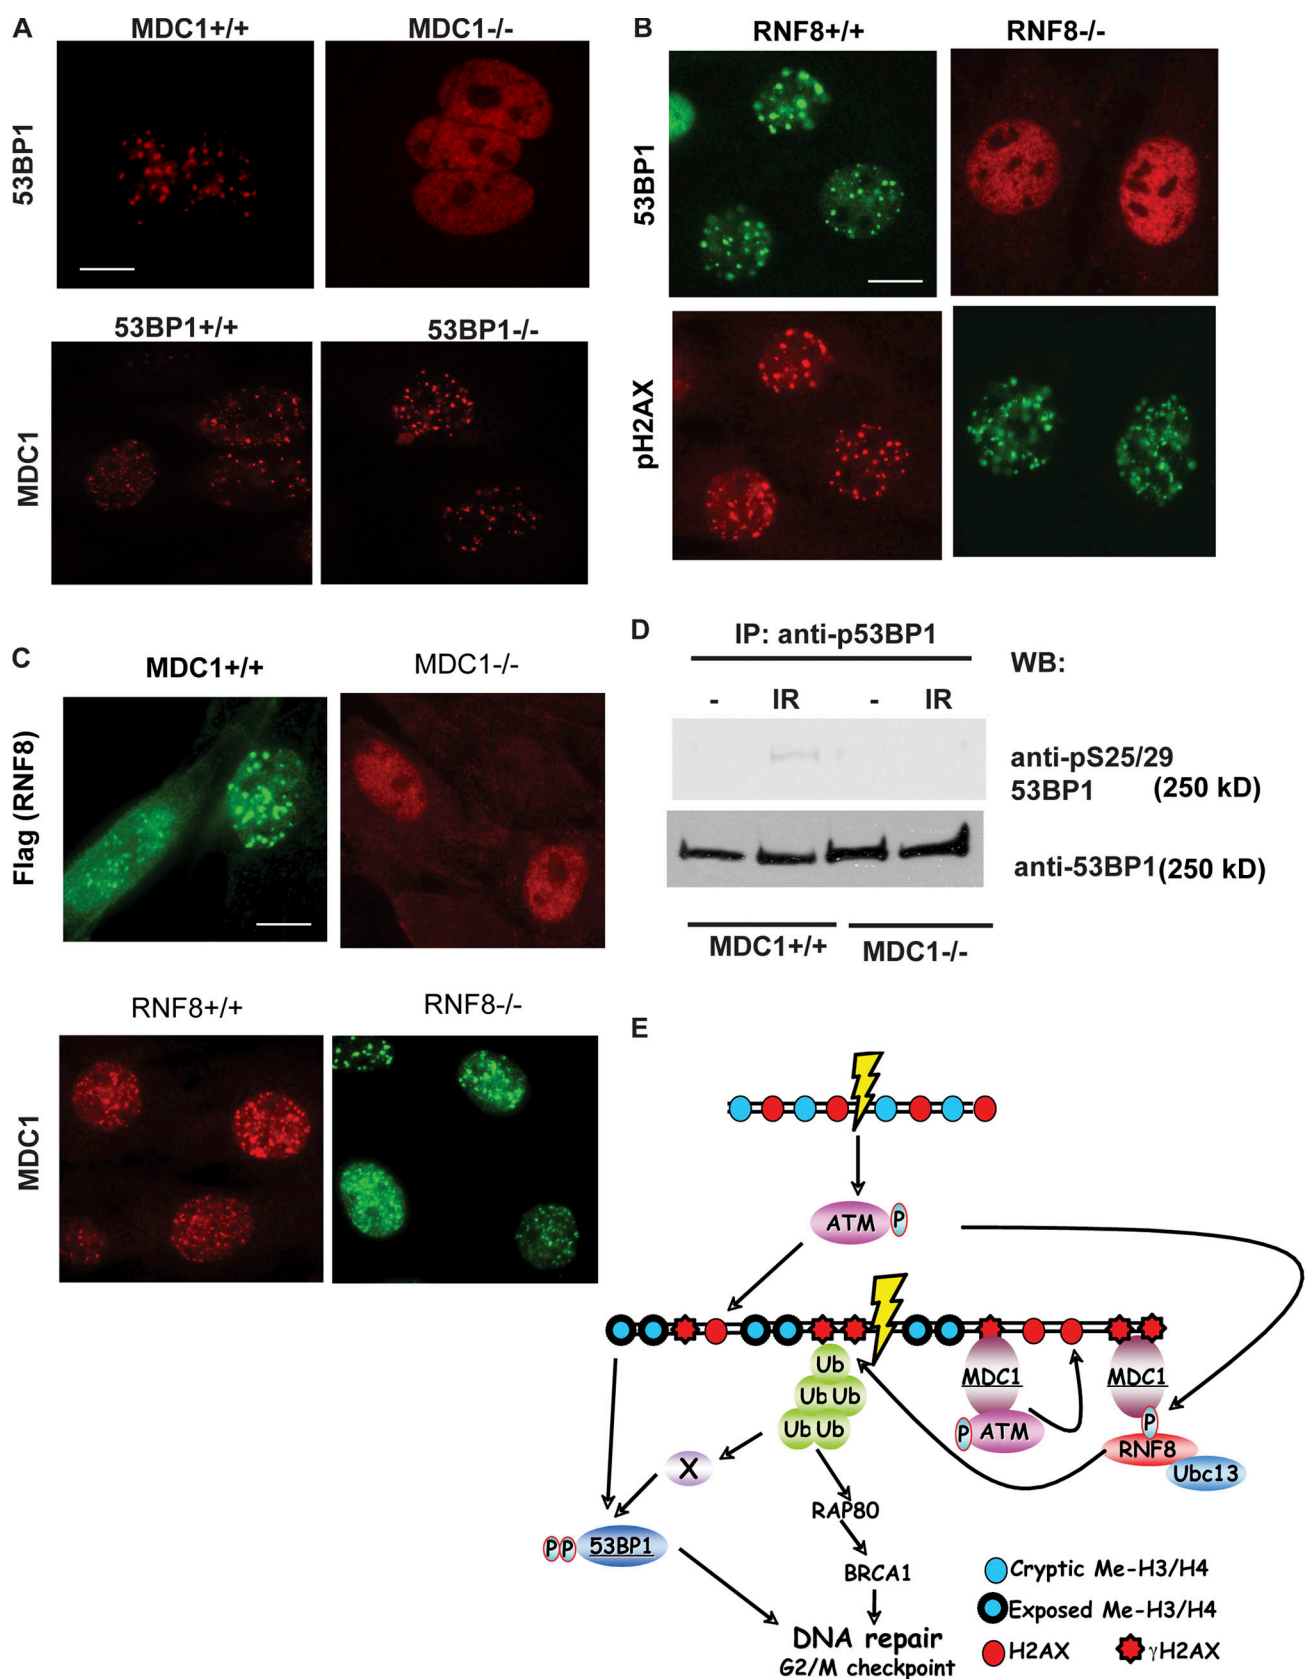 A
MDC1+/+
MDC1-/-
53BP1
53BP1+/+
53BP1-/-
MDC1
B
RNF8+/+
RNF8-/-
53BP1
pH2AX
C
MDC1+/+
MDC1-/-
Flag (RNF8)
RNF8+/+
RNF8-/-
MDC1
D
IP: anti-p53BP1
WB:
- IR - IR
anti-pS25/29
53BP1 (250 kD)
anti-53BP1 (250 kD)
MDC1+/+
MDC1-/-
E
ATM P
Ub
Ub Ub
Ub Ub
MDC1
P ATM
MDC1
P
RNF8
Ubc13
X
RAP80
P P 53BP1
BRCA1
DNA repair
G2/M checkpoint
Cryptic Me-H3/H4
Exposed Me-H3/H4
H2AX
γH2AX